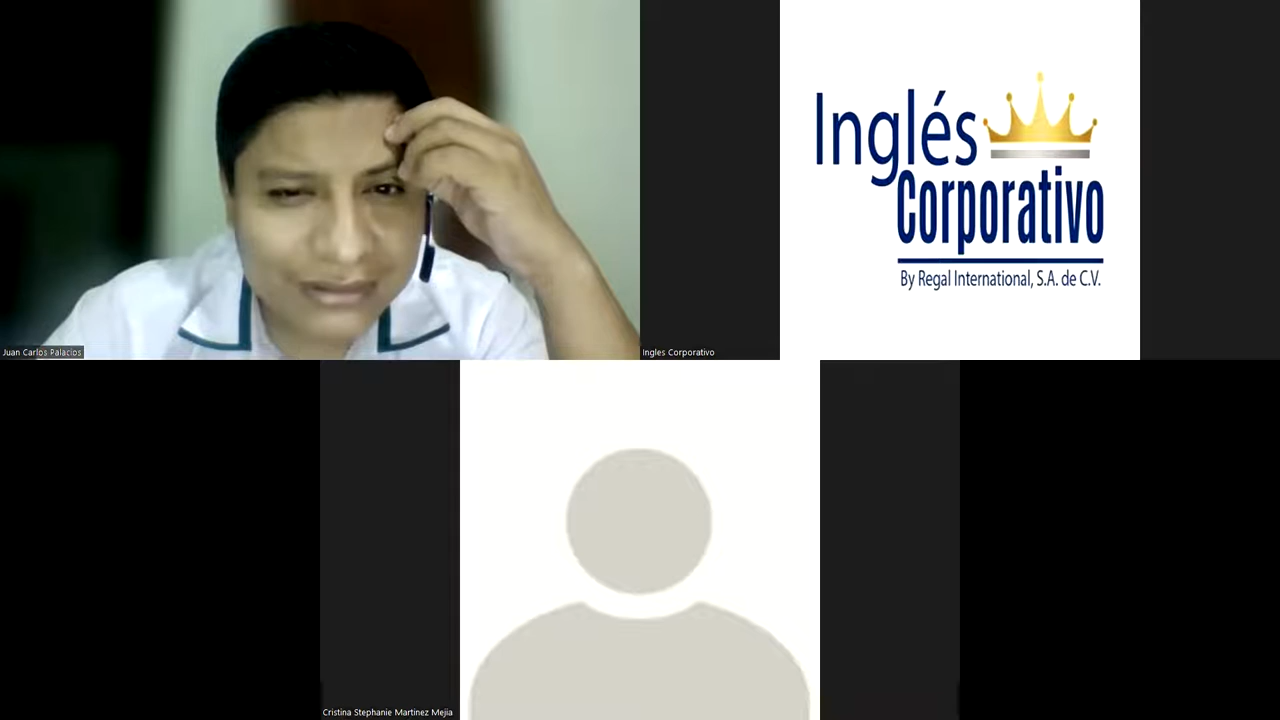 Inglés
Corporativo
By Regal International, S.A. de C.V.
Juan Carlos Palacios
Ingles Corporativo
Cristina Stephanie Martinez Mejia